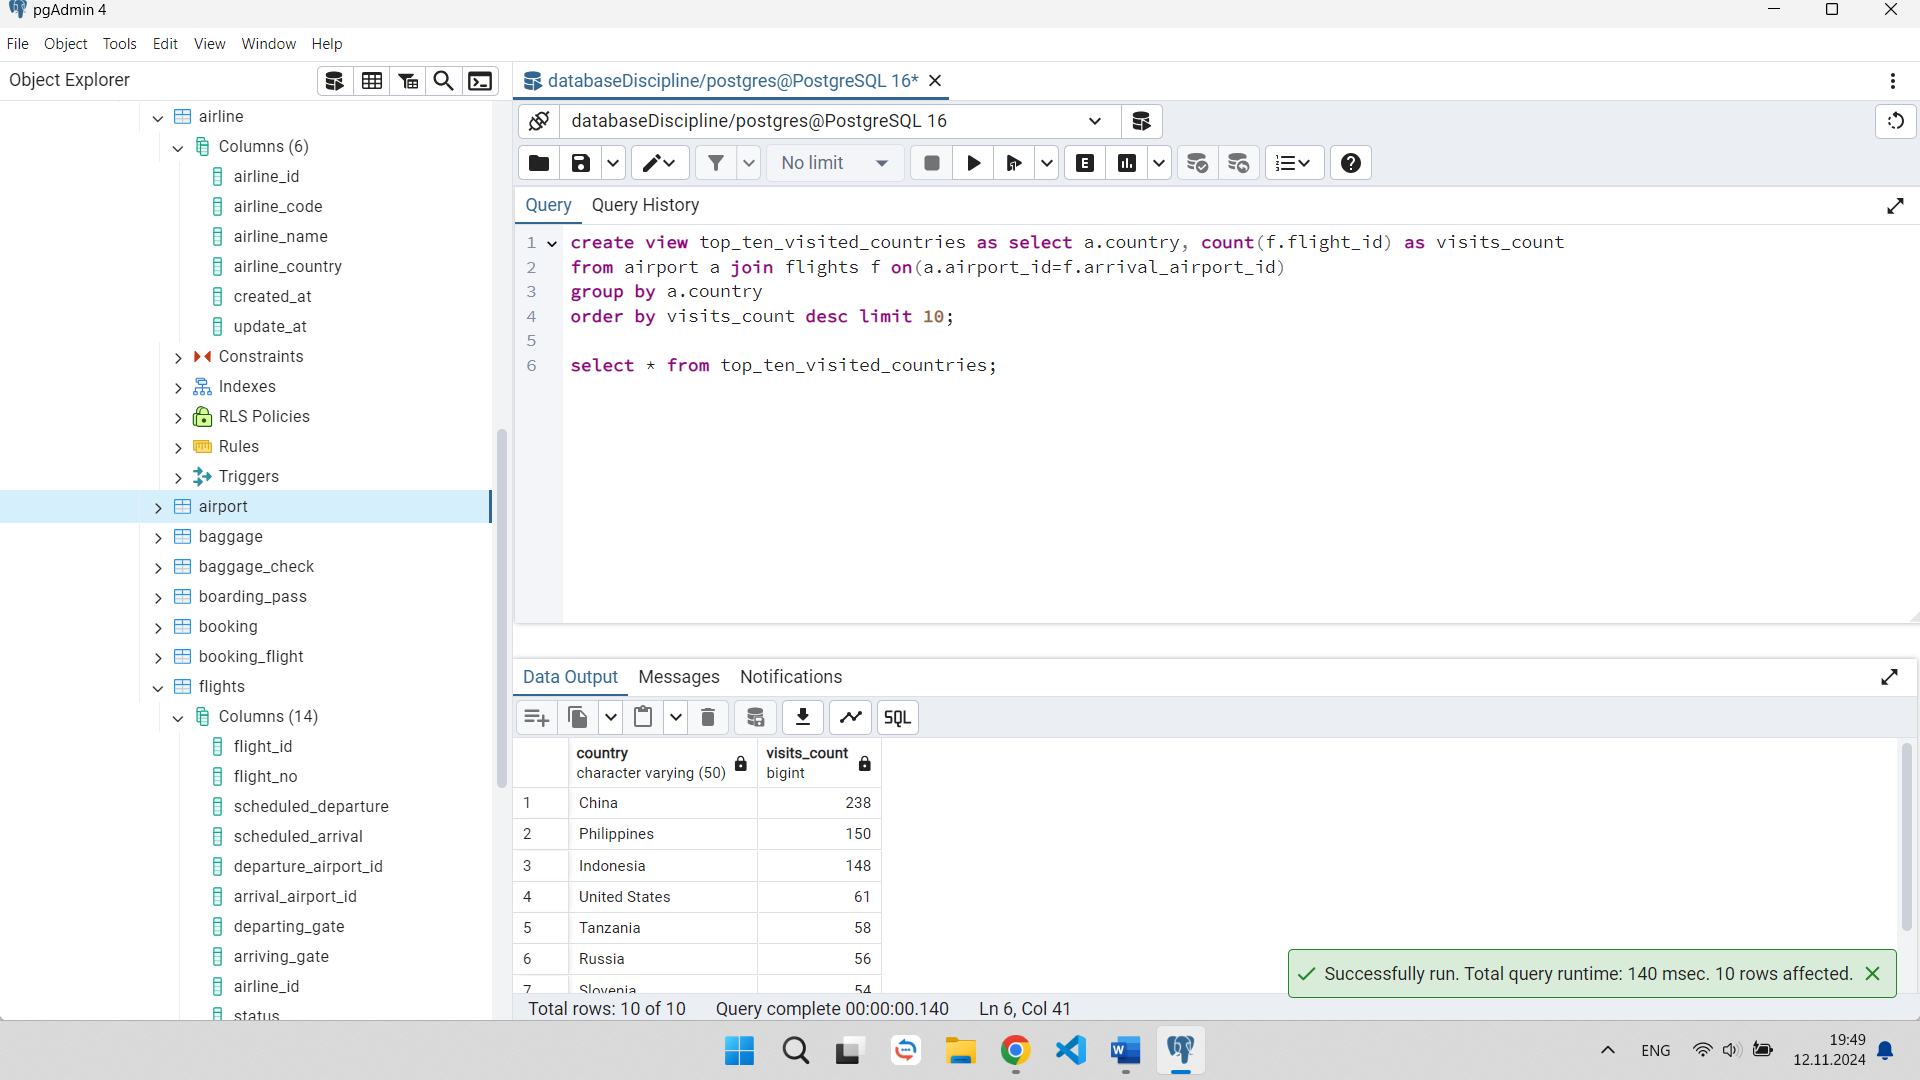 pgAdmin 4
File Object Tools Edit View Window Help
Object Explorer
airline
Columns (6)
airline_id
airline_code
airline_name
airline_country
created_at
update_at
Constraints
Indexes
RLS Policies
Rules
Triggers
airport
baggage
baggage_check
boarding_pass
booking
booking_flight
flights
Columns (14)
flight_id
flight_no
scheduled_departure
scheduled_arrival
departure_airport_id
arrival_airport_id
departing_gate
arriving_gate
airline_id
status
databaseDiscipline/postgres@PostgreSQL 16*
databaseDiscipline/postgres@PostgreSQL 16
No limit
E
Query Query History
1 create view top_ten_visited_countries as select a.country, count(f.flight_id) as visits_count
2 from airport a join flights f on(a.airport_id=f.arrival_airport_id)
3 group by a.country
4 order by visits_count desc limit 10;
5
6 select * from top_ten_visited_countries;
Data Output Messages Notifications
SQL
country visits_count
character varying (50) bigint
1 China 238
2 Philippines 150
3 Indonesia 148
4 United States 61
5 Tanzania 58
6 Russia 56
7 Slovenia 54
Successfully run. Total query runtime: 140 msec. 10 rows affected.
Total rows: 10 of 10 Query complete 00:00:00.140 Ln 6, Col 41
ENG
19:49
12.11.2024